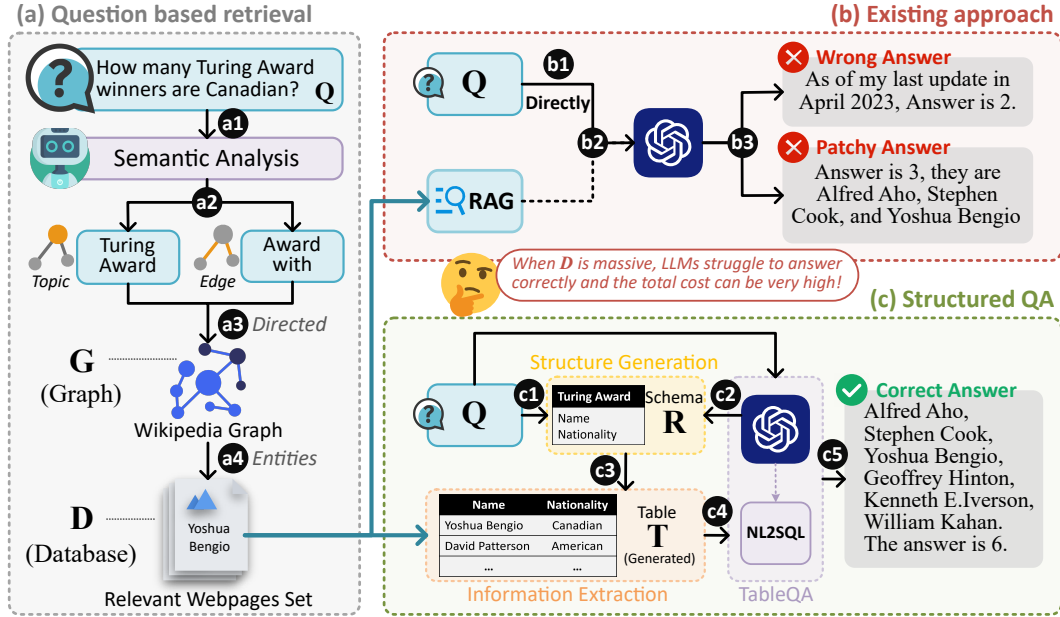 (a) Question based retrieval
How many Turing Award
winners are Canadian? Q
a1
Semantic Analysis
a2
Topic
Turing
Award
Edge
Award
with
a3 Directed
G
(Graph)
Wikipedia Graph
a4 Entities
D
(Database)
Yoshua
Bengio
Relevant Webpages Set
(b) Existing approach
Q
b1
Directly
b2
RAG
b3
Wrong Answer
As of my last update in
April 2023, Answer is 2.
Patchy Answer
Answer is 3, they are
Alfred Aho, Stephen
Cook, and Yoshua Bengio
When D is massive, LLMs struggle to answer
correctly and the total cost can be very high!
(c) Structured QA
Structure Generation
Q
c1
Turing Award
Name
Nationality
Schema
R
c2
c3
Name Nationality
Yoshua Bengio Canadian
David Patterson American
... ...
Table
T
(Generated)
Information Extraction
c4
NL2SQL
TableQA
c5
Correct Answer
Alfred Aho,
Stephen Cook,
Yoshua Bengio,
Geoffrey Hinton,
Kenneth E.Iverson,
William Kahan.
The answer is 6.